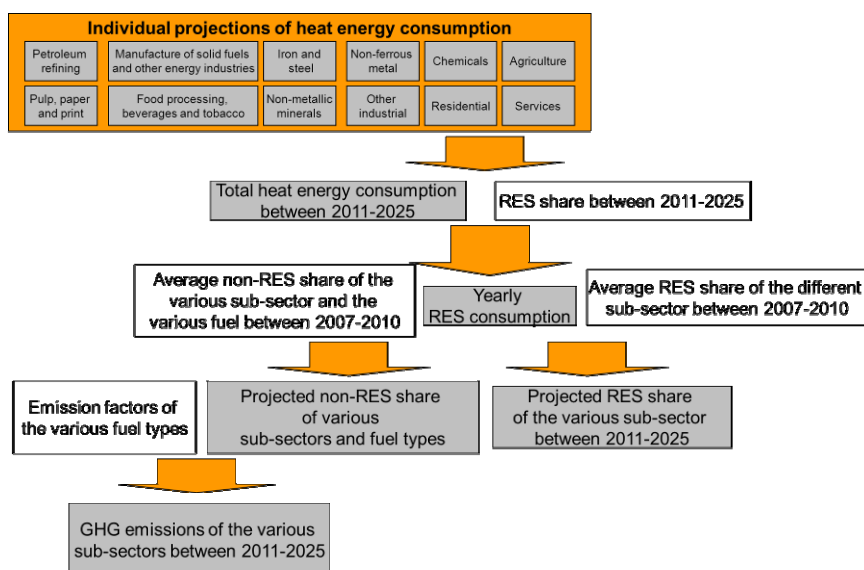 Individual projections of heat energy consumption
Petroleum
refining
Manufacture of solid fuels
and other energy industries
Iron and
steel
Non-ferrous
metal
Chemicals
Agriculture
Pulp, paper
and print
Food processing,
beverages and tobacco
Non-metallic
minerals
Other
industrial
Residential
Services
Total heat energy consumption
between 2011-2025
RES share between 2011-2025
Average non-RES share of the
various sub-sector and the
various fuel between 2007-2010
Yearly
RES consumption
Average RES share of the different
sub-sector between 2007-2010
Emission factors of
the various fuel types
Projected non-RES share
of various
sub-sectors and fuel types
Projected RES share
of the various sub-sector
between 2011-2025
GHG emissions of the various
sub-sectors between 2011-2025